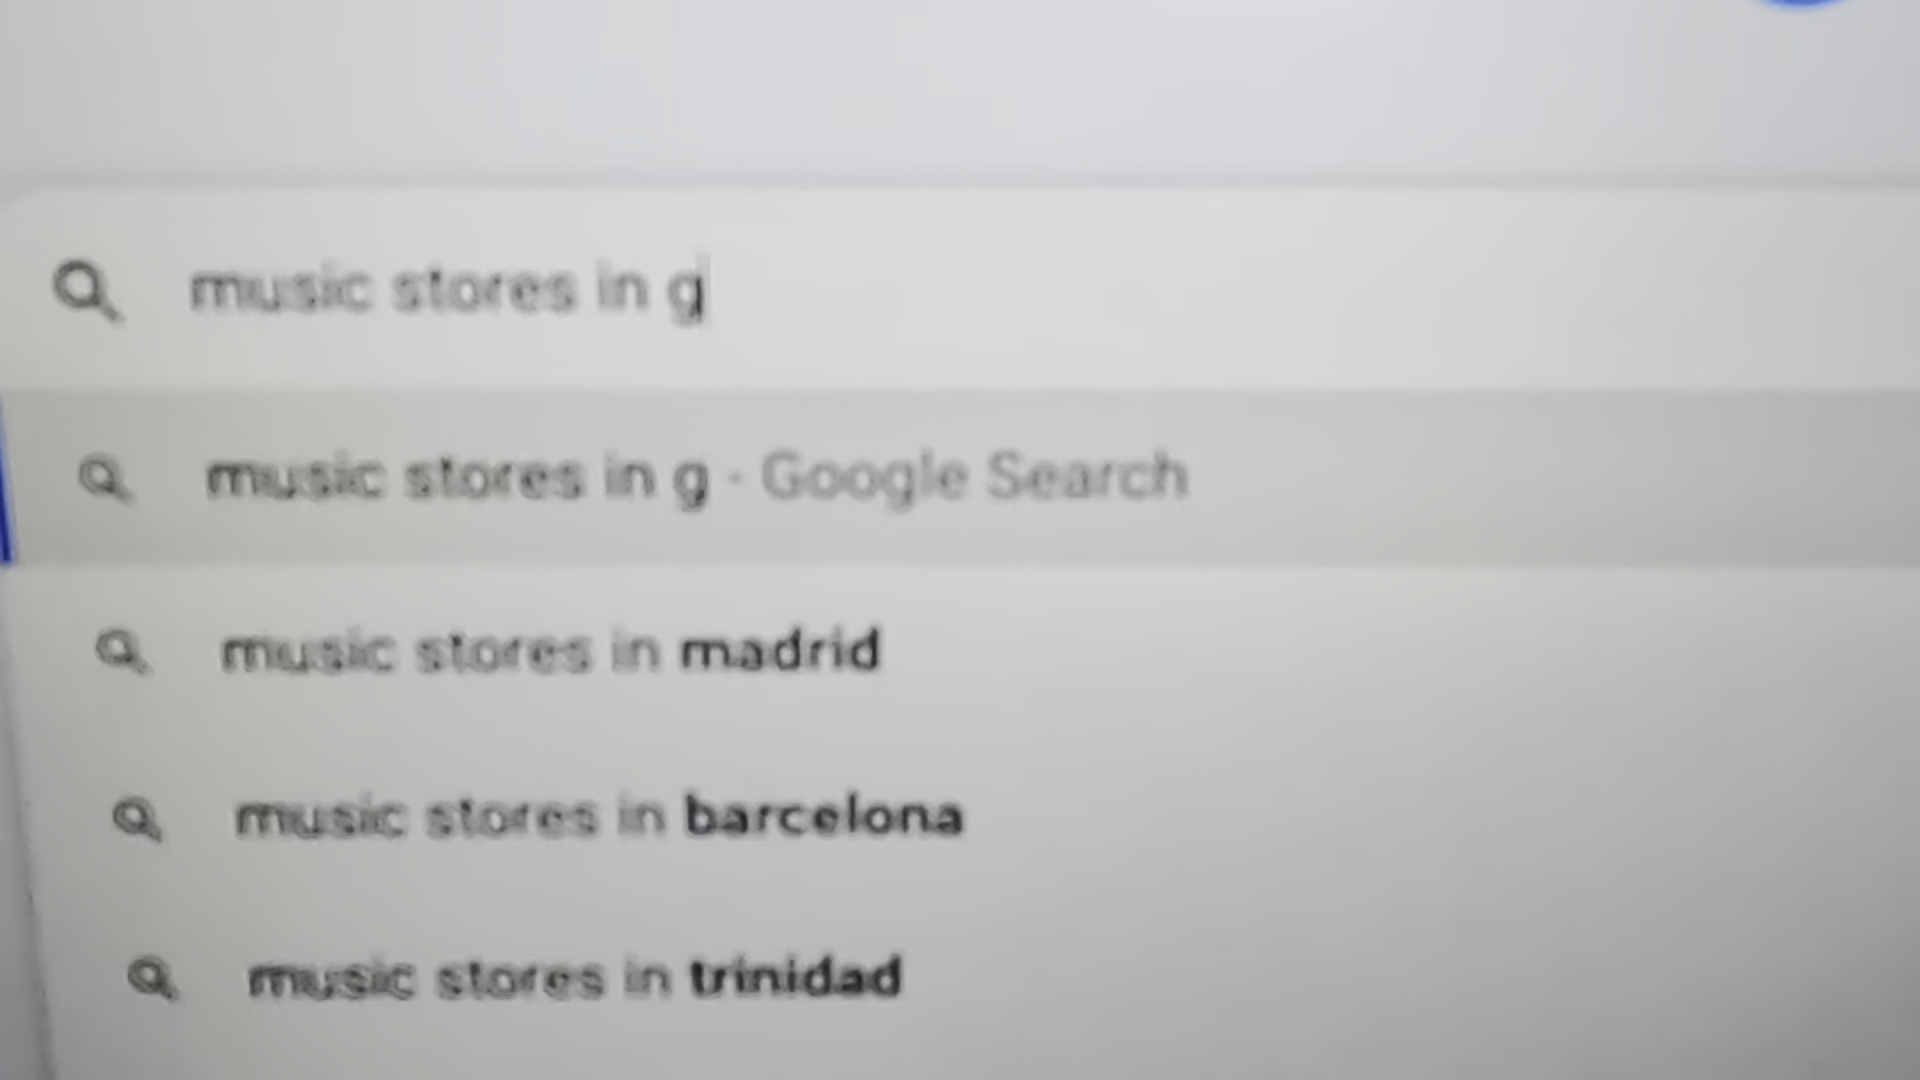 music stores in g
music stores in g - Google Search
music stores in madrid
music stores in barcelona
music stores in trinidad